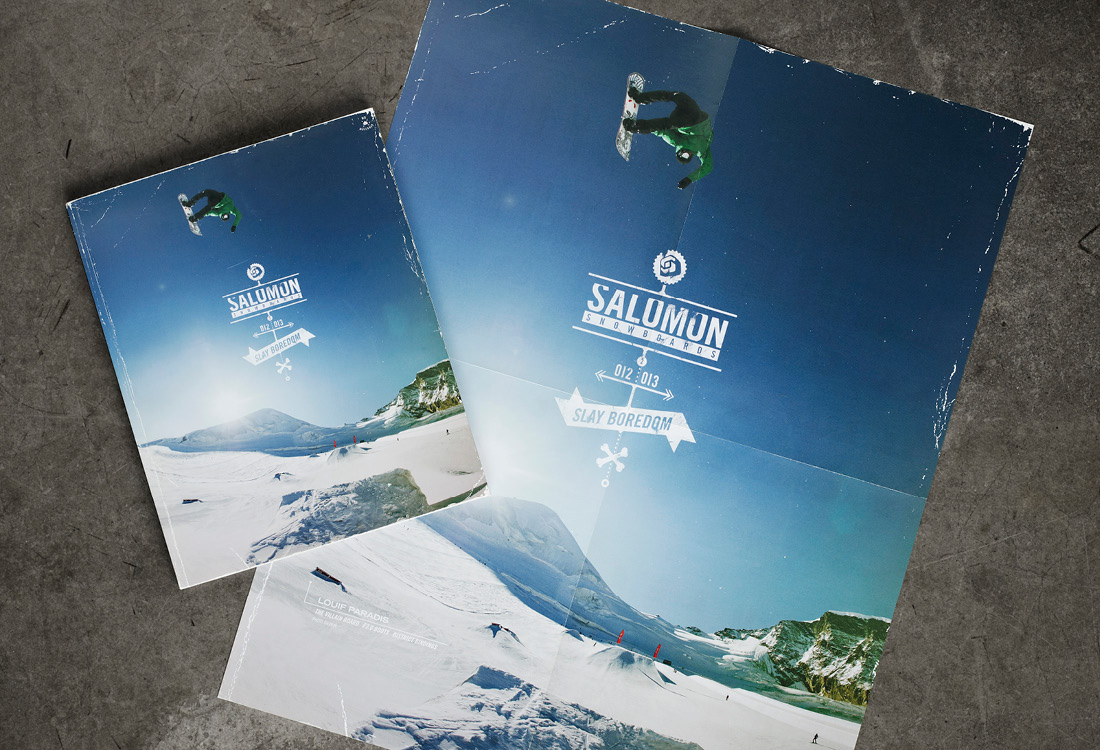 SALOMON
SNOWBOARDS
012 013
SLAY BOREDOM
SALOMON
SNOWBOARDS
012 013
SLAY BOREDOM
LOUIF PARADIS